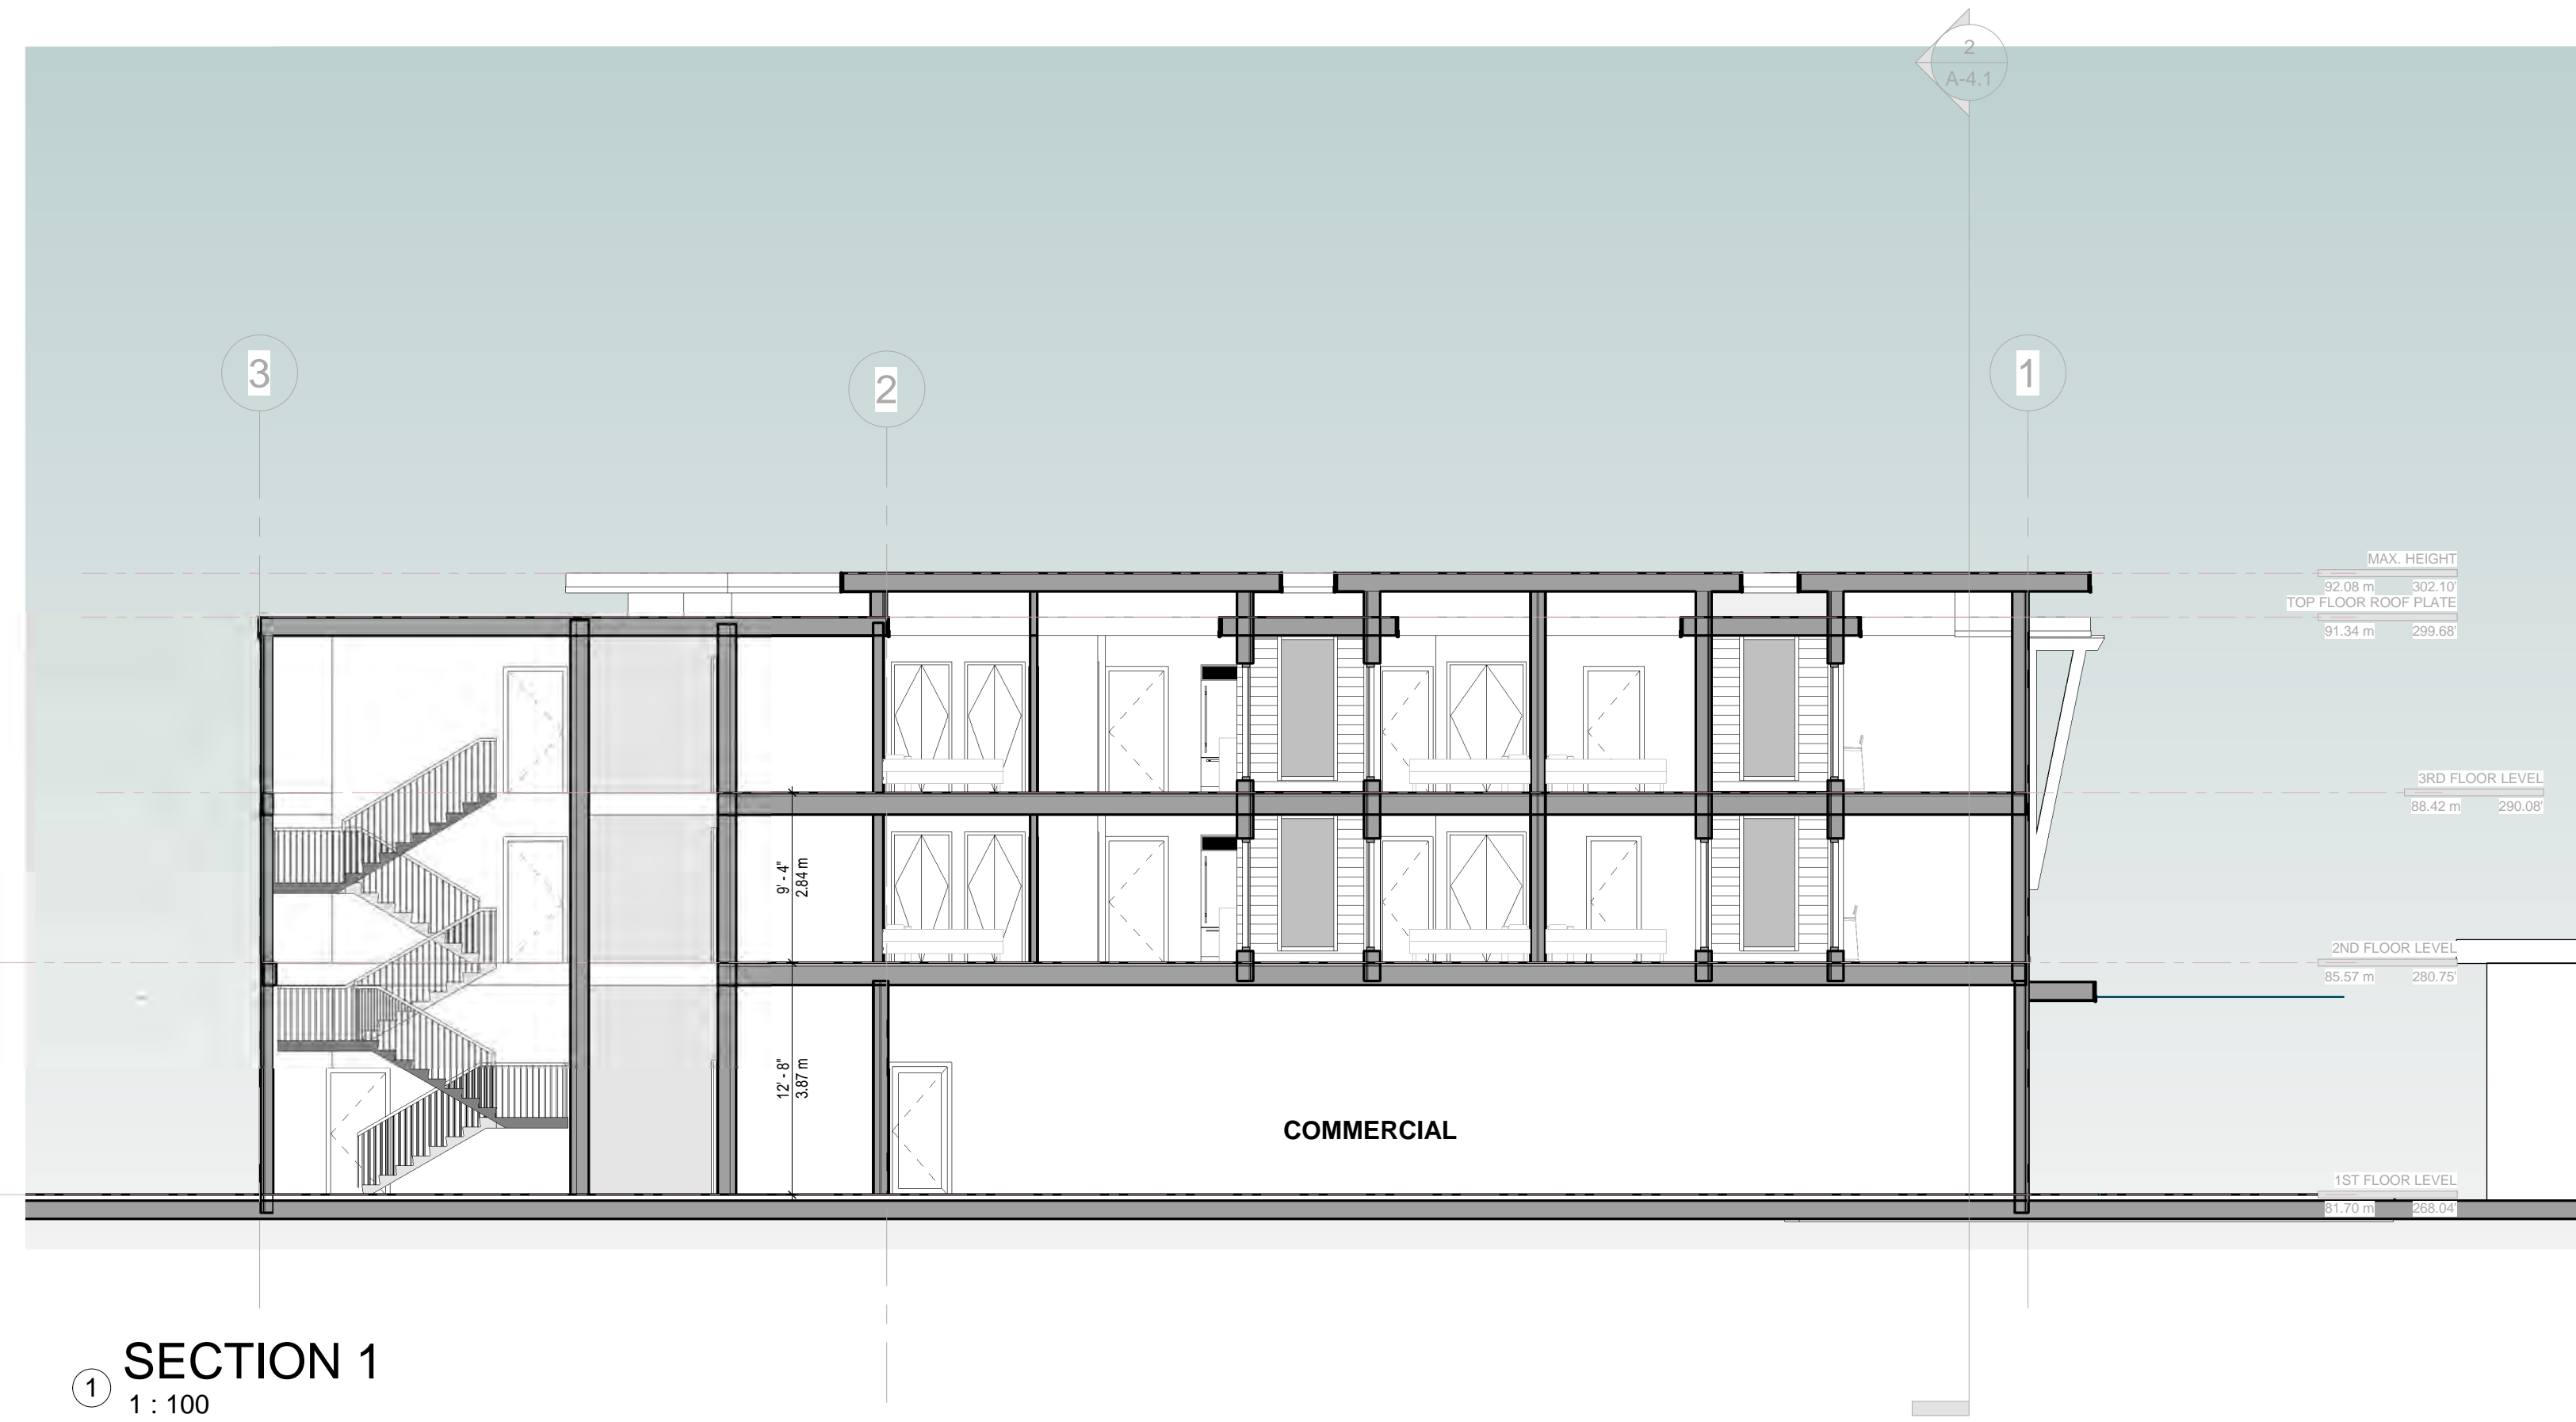 2
A-4.1
3
2
1
MAX. HEIGHT
92.08 m 302.10'
TOP FLOOR ROOF PLATE
91.34 m 299.68'
3RD FLOOR LEVEL
88.42 m 290.08'
9' - 4"
2.84 m
2ND FLOOR LEVEL
85.57 m 280.75'
12' - 8"
3.87 m
COMMERCIAL
1ST FLOOR LEVEL
81.70 m 268.04'
1 SECTION 1
1 : 100